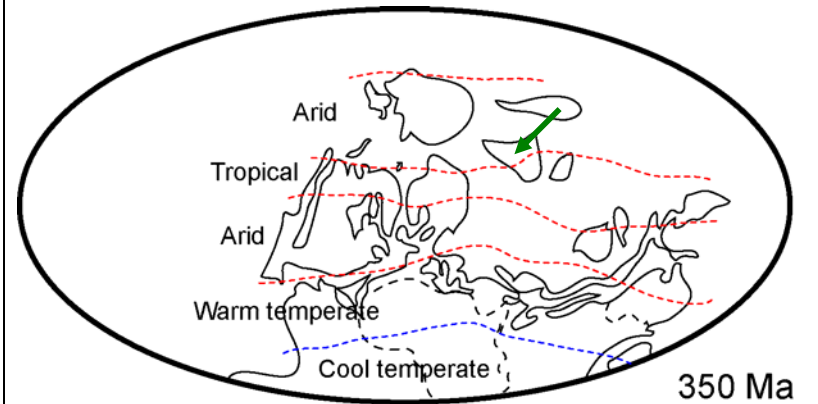 Arid
Tropical
Arid
Warm temperate
Cool temperate
350 Ma